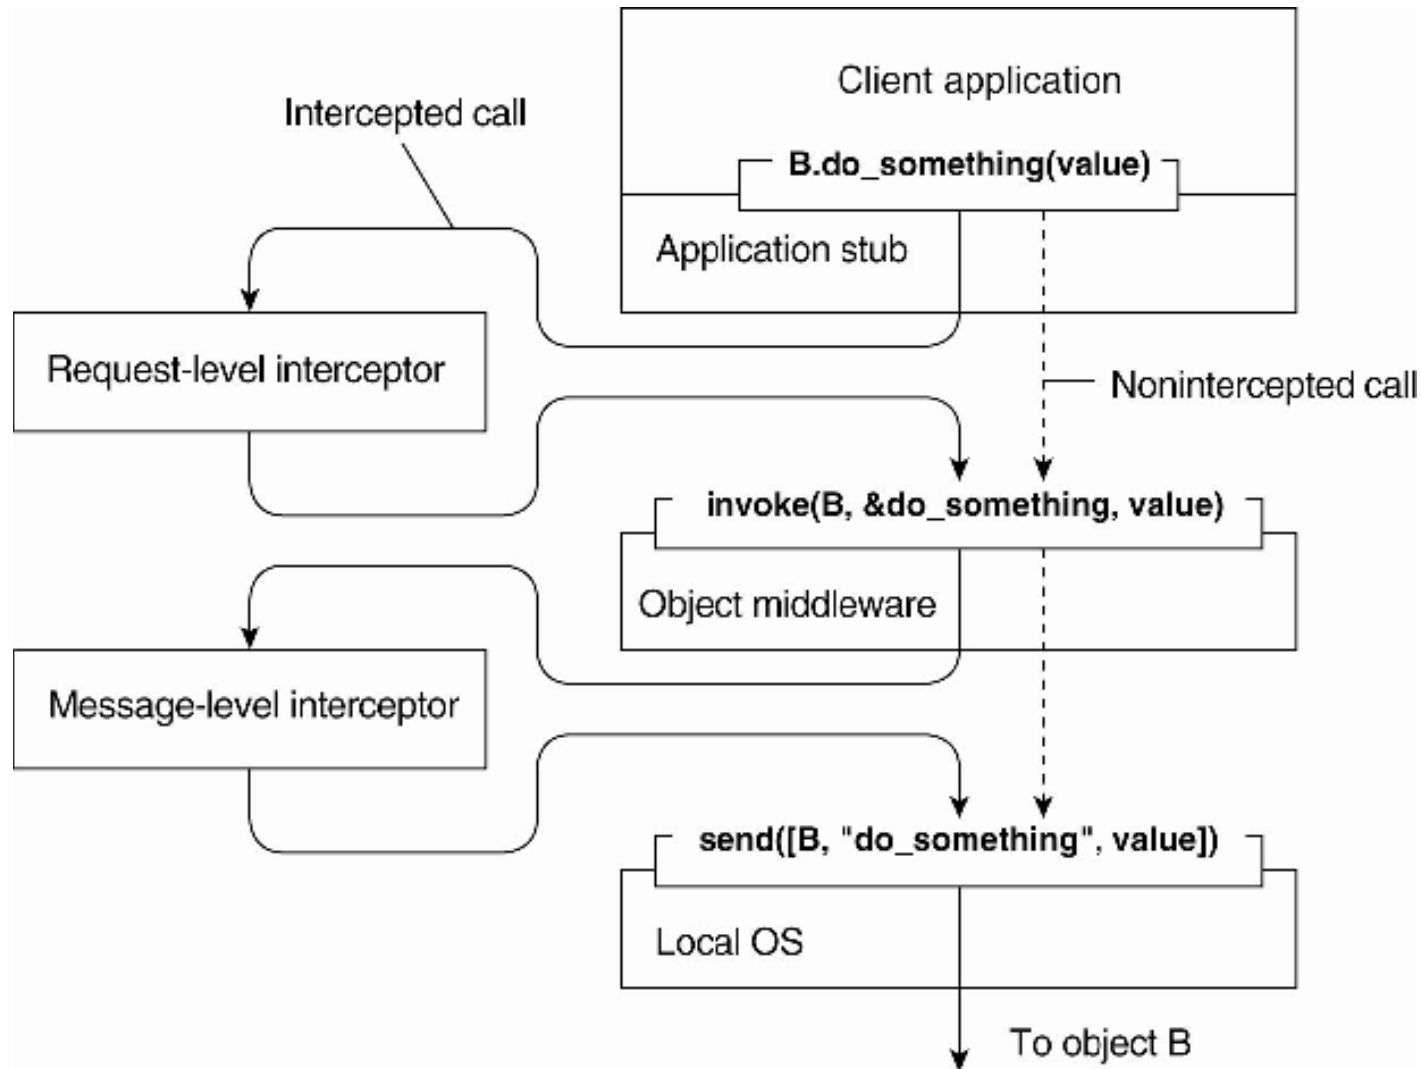 Client application
Intercepted call
B.do_something(value)
Application stub
Request-level interceptor
Nonintercepted call
invoke(B, &do_something, value)
Object middleware
Message-level interceptor
send([B, "do_something", value])
Local OS
To object B